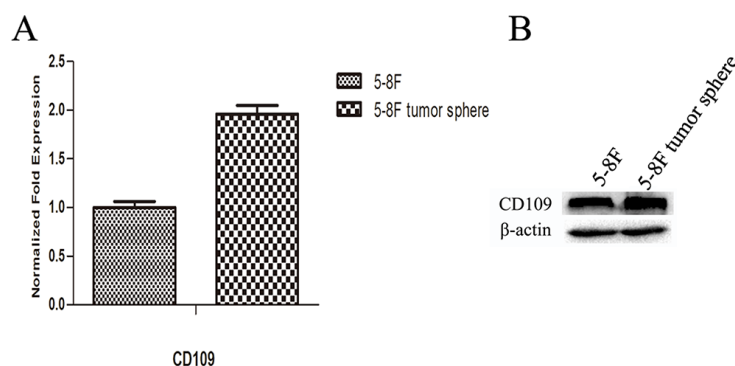 A
B
2.5
2.0
1.5
1.0
0.5
0.0
Normalized Fold Expression
CD109
5-8F
5-8F tumor sphere
5-8F
5-8F tumor sphere
CD109
β-actin